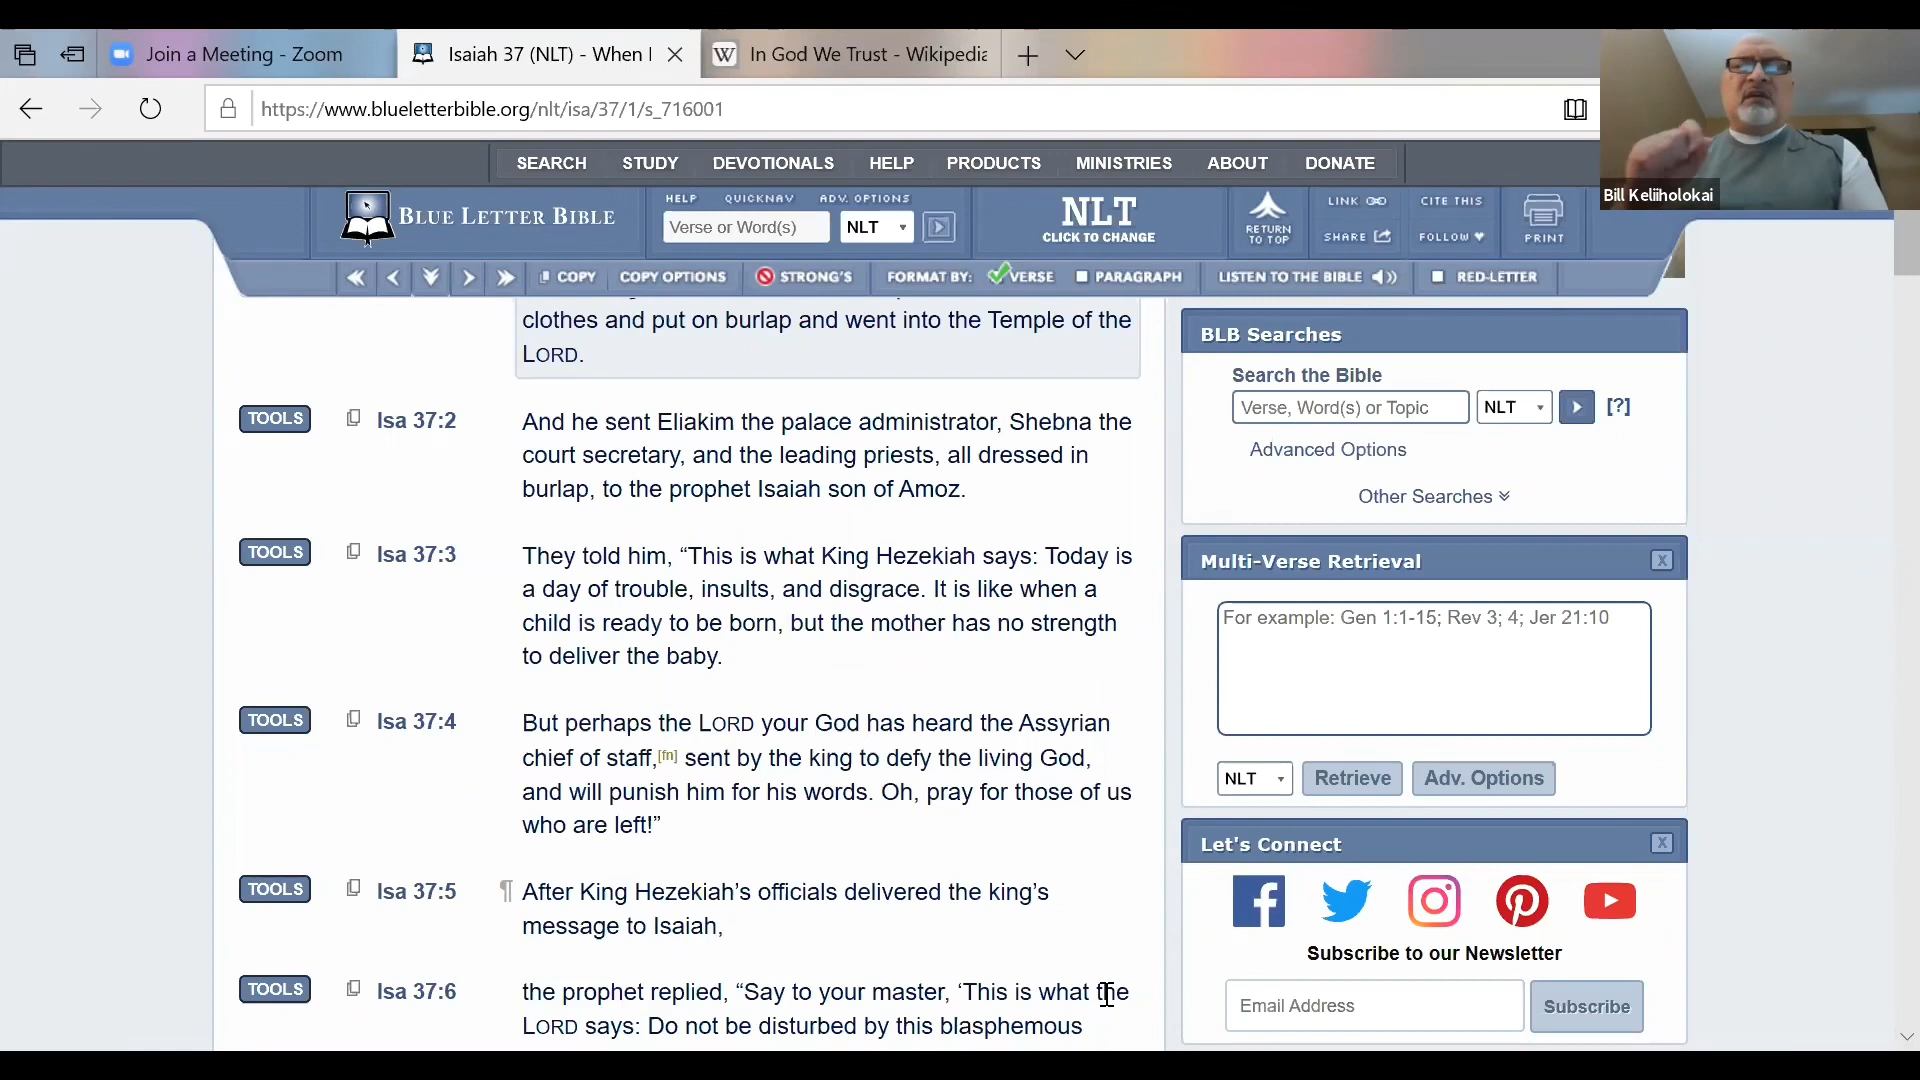 Join a Meeting - Zoom
Isaiah 37 (NLT) - When I
In God We Trust - Wikipedia
https://www.blueletterbible.org/nlt/isa/37/1/s_716001
Bill Keliiholokai
SEARCH STUDY DEVOTIONALS HELP PRODUCTS MINISTRIES ABOUT DONATE
BLUE LETTER BIBLE
HELP QUICKNAV ADV. OPTIONS
Verse or Word(s) NLT
NLT
CLICK TO CHANGE
RETURN
TO TOP
LINK CITE THIS
SHARE FOLLOW
PRINT
COPY COPY OPTIONS STRONG'S FORMAT BY: VERSE PARAGRAPH LISTEN TO THE BIBLE RED-LETTER
clothes and put on burlap and went into the Temple of the
LORD.
TOOLS Isa 37:2 And he sent Eliakim the palace administrator, Shebna the
court secretary, and the leading priests, all dressed in
burlap, to the prophet Isaiah son of Amoz.
TOOLS Isa 37:3 They told him, “This is what King Hezekiah says: Today is
a day of trouble, insults, and disgrace. It is like when a
child is ready to be born, but the mother has no strength
to deliver the baby.
TOOLS Isa 37:4 But perhaps the LORD your God has heard the Assyrian
chief of staff,[fn] sent by the king to defy the living God,
and will punish him for his words. Oh, pray for those of us
who are left!”
TOOLS Isa 37:5 ¶ After King Hezekiah’s officials delivered the king’s
message to Isaiah,
TOOLS Isa 37:6 the prophet replied, “Say to your master, ‘This is what the
LORD says: Do not be disturbed by this blasphemous
BLB Searches
Search the Bible
Verse, Word(s) or Topic NLT [?]
Advanced Options
Other Searches
Multi-Verse Retrieval X
For example: Gen 1:1-15; Rev 3; 4; Jer 21:10
NLT Retrieve Adv. Options
Let's Connect X
Subscribe to our Newsletter
Email Address Subscribe